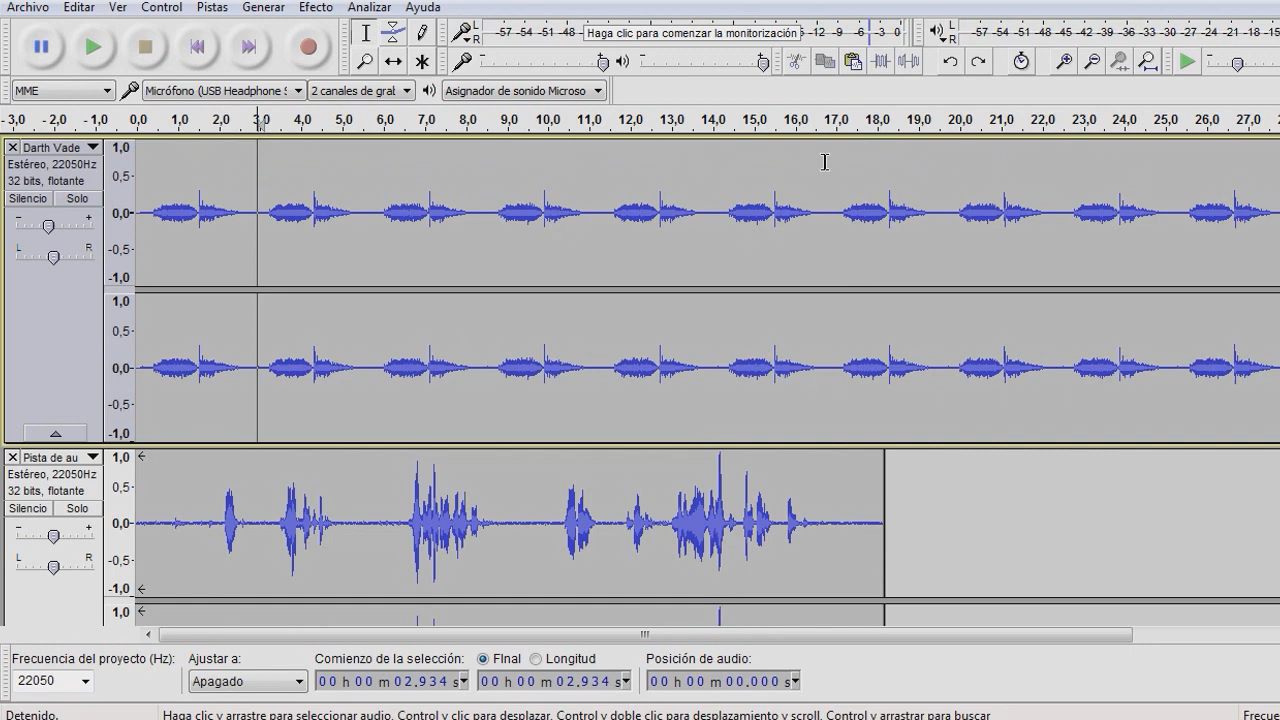 Archivo Editar Ver Control Pistas Generar Efecto Analizar Ayuda
L R -57 -54 -51 -48 Haga clic para comenzar la monitorización -12 -9 -6 -3 0 L R -57 -54 -51 -48 -45 -42 -39 -36 -33 -30 -27 -24 -21 -18 -15
- + - +
MME Micrófono (USB Headphone S 2 canales de gral Asignador de sonido Microso
- 3,0 - 2,0 - 1,0 0,0 1,0 2,0 3,0 4,0 5,0 6,0 7,0 8,0 9,0 10,0 11,0 12,0 13,0 14,0 15,0 16,0 17,0 18,0 19,0 20,0 21,0 22,0 23,0 24,0 25,0 26,0 27,0
Darth Vade 1,0
Estéreo, 22050Hz
32 bits, flotante 0,5-
Silencio Solo
- + 0,0-
L R -0,5-
-1,0
1,0
0,5-
0,0-
-0,5-
-1,0
Pista de au 1,0
Estéreo, 22050Hz
32 bits, flotante 0,5-
Silencio Solo
- + 0,0-
L R -0,5-
-1,0
1,0
Frecuencia del proyecto (Hz): Ajustar a: Comienzo de la selección: FInal Longitud Posición de audio:
22050 Apagado 00 h 00 m 02.934 s 00 h 00 m 02.934 s 00 h 00 m 00.000 s
Detenido. Haga clic y arrastre para seleccionar audio, Control y clic para desplazar, Control y doble clic para desplazamiento y scroll, Control y arrastrar para buscar Frecue